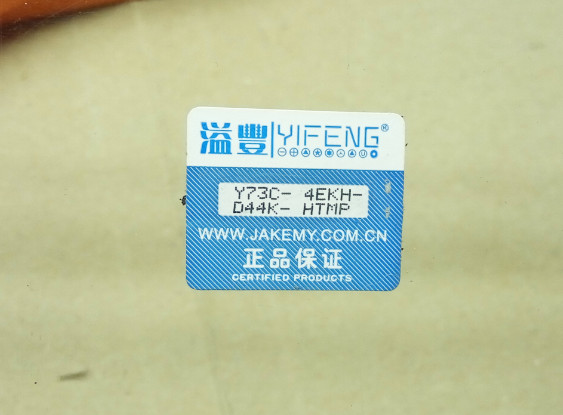 溢豐 YIFENG®
Y73C- 4EKH-
D44K- HTMP
WWW.JAKEMY.COM.CN
正品保证
CERTIFIED PRODUCTS